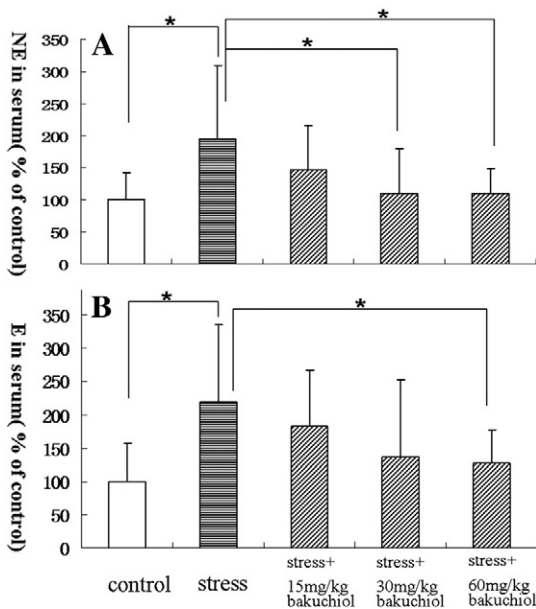 A
NE in serum( % of control)
350
300
250
200
150
100
50
0
*
*
*
B
E in serum( % of control)
350
300
250
200
150
100
50
0
*
*
control
stress
stress+
15mg/kg
bakuchiol
stress+
30mg/kg
bakuchiol
stress+
60mg/kg
bakuchiol